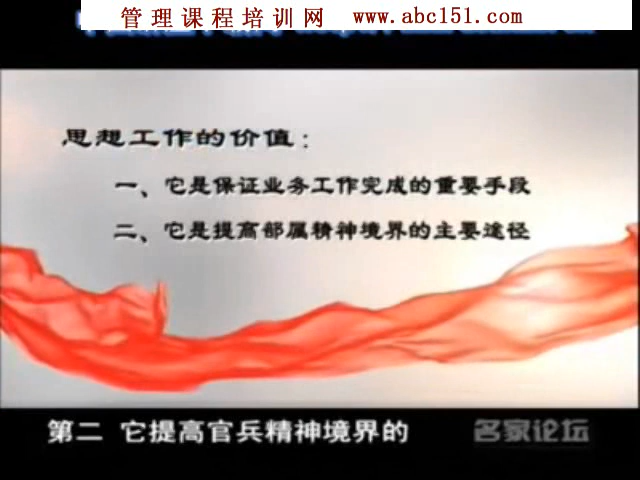 管理课程培训网 www.abc151.com
思想工作的价值：
一、它是保证业务工作完成的重要手段
二、它是提高部属精神境界的主要途径
第二 它提高官兵精神境界的
名家论坛